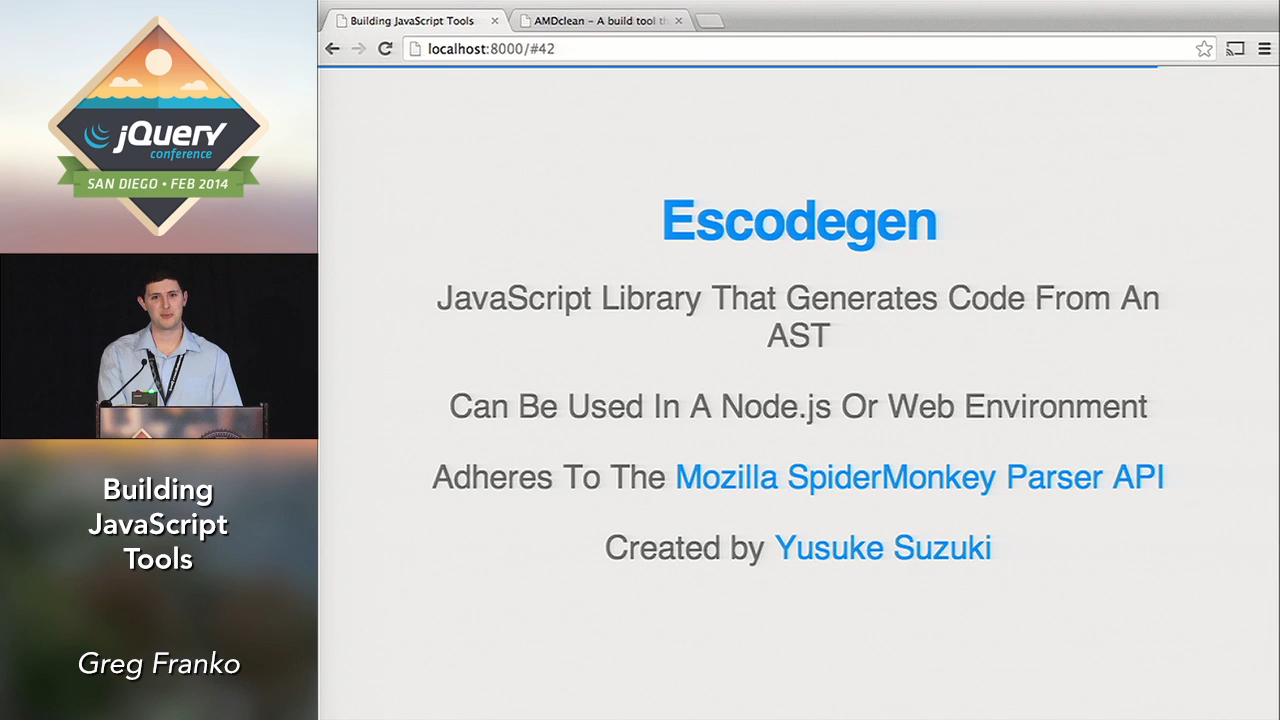 jQuery
conference
SAN DIEGO • FEB 2014
Building
JavaScript
Tools
Greg Franko
Building JavaScript Tools
AMDclean – A build tool th
localhost:8000/#42
Escodegen
JavaScript Library That Generates Code From An
AST
Can Be Used In A Node.js Or Web Environment
Adheres To The Mozilla SpiderMonkey Parser API
Created by Yusuke Suzuki